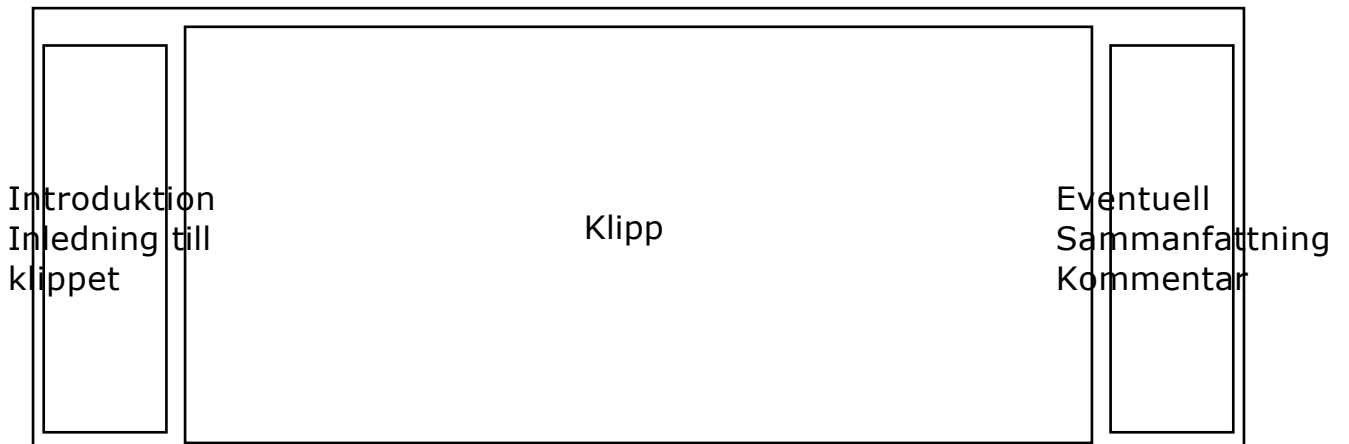 Introduktion
Inledning till
klippet
Klipp
Eventuell
Sammanfattning
Kommentar